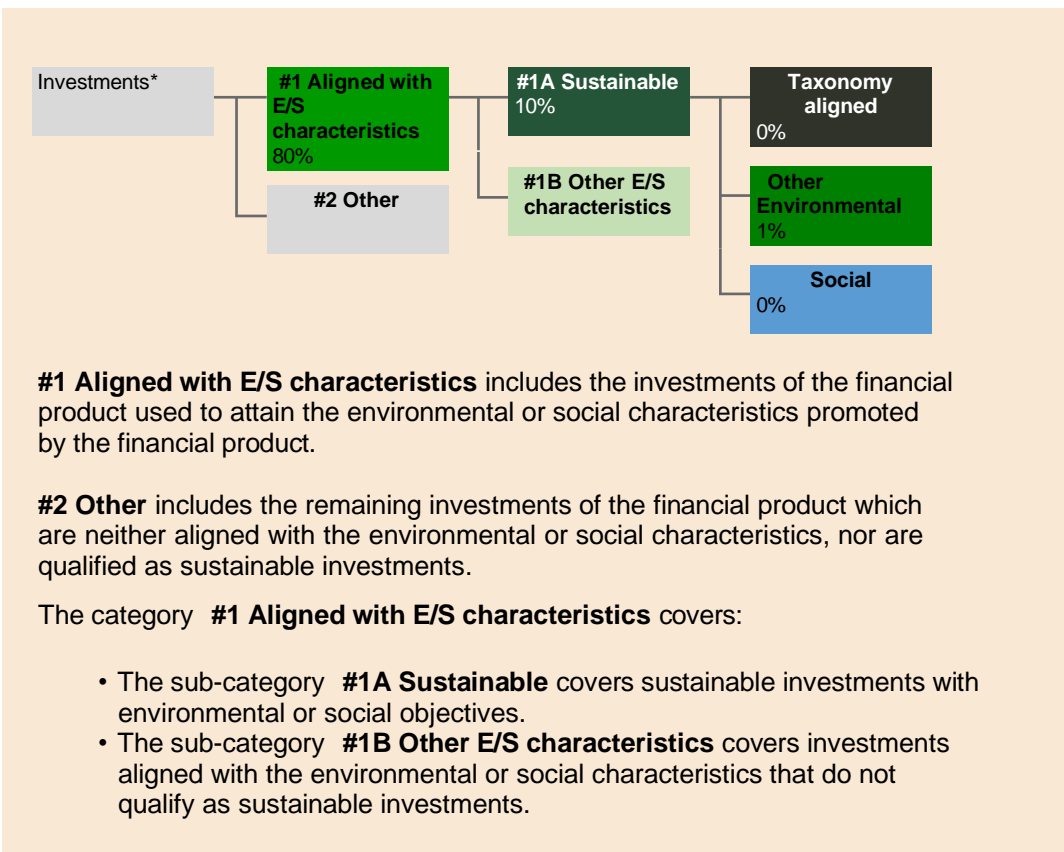 Investments*
#1 Aligned with
E/S
characteristics
80%
#2 Other
#1A Sustainable
10%
#1B Other E/S
characteristics
Taxonomy
aligned
0%
Other
Environmental
1%
Social
0%
#1 Aligned with E/S characteristics includes the investments of the financial
product used to attain the environmental or social characteristics promoted
by the financial product.
#2 Other includes the remaining investments of the financial product which
are neither aligned with the environmental or social characteristics, nor are
qualified as sustainable investments.
The category #1 Aligned with E/S characteristics covers:
• The sub-category #1A Sustainable covers sustainable investments with
environmental or social objectives.
• The sub-category #1B Other E/S characteristics covers investments
aligned with the environmental or social characteristics that do not
qualify as sustainable investments.